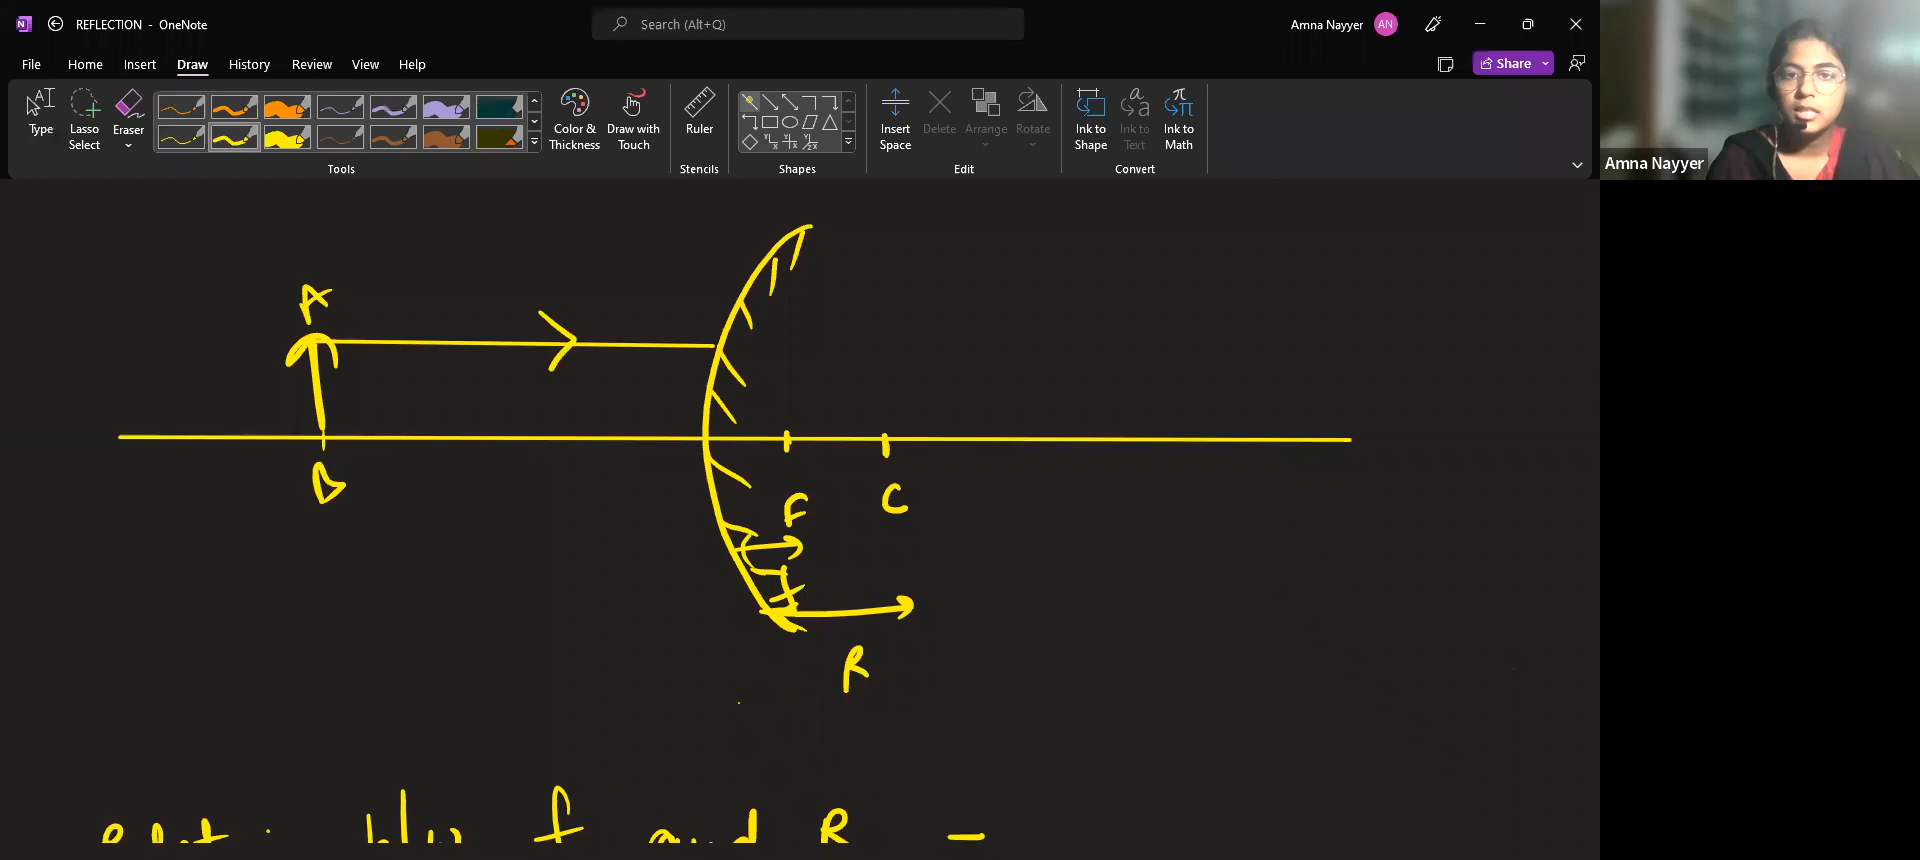 REFLECTION - OneNote
Search (Alt+Q)
Amna Nayyer AN
File Home Insert Draw History Review View Help
Share
Type
Lasso Select
Eraser
Color & Thickness
Draw with Touch
Ruler
Insert Space
Delete
Arrange
Rotate
Ink to Shape
Ink to Text
Ink to Math
Tools Stencils Shapes Edit Convert
Amna Nayyer
A
B
F
C
f
R
f and R -